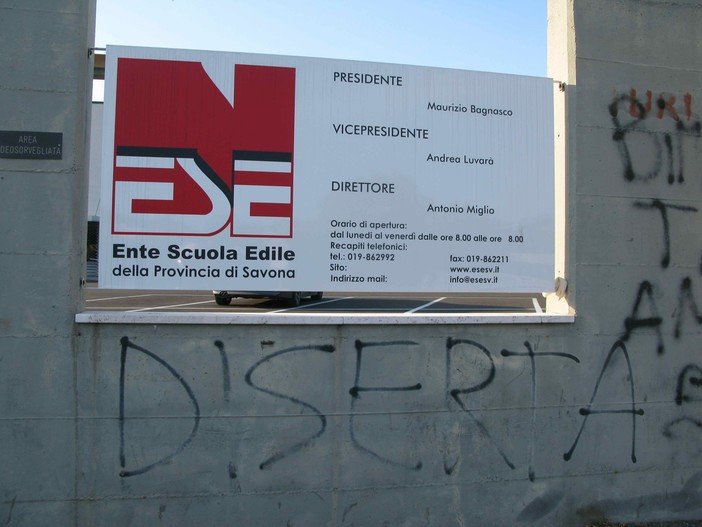 AREA
DEOSORVEGLIATA
ESE
Ente Scuola Edile
della Provincia di Savona
PRESIDENTE
Maurizio Bagnasco
VICEPRESIDENTE
Andrea Luvarà
DIRETTORE
Antonio Miglio
Orario di apertura:
dal lunedì al venerdì dalle ore 8.00 alle ore 8.00
Recapiti telefonici:
tel.: 019-862992 fax: 019-862211
Sito: www.esesv.it
Indirizzo mail: info@esesv.it
URI
DISERTA